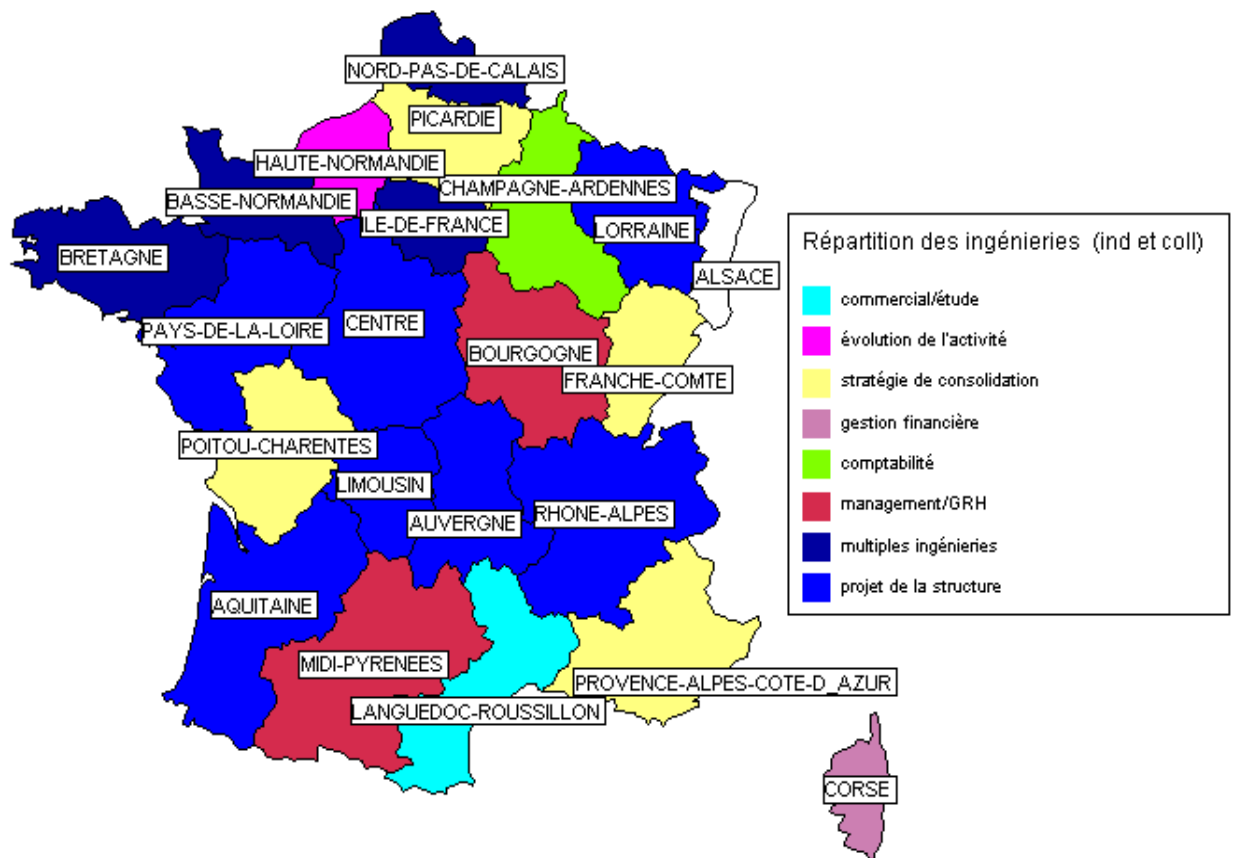 NORD-PAS-DE-CALAIS
PICARDIE
HAUTE-NORMANDIE
CHAMPAGNE-ARDENNES
BASSE-NORMANDIE
ILE-DE-FRANCE
LORRAINE
BRETAGNE
ALSACE
PAYS-DE-LA-LOIRE
CENTRE
BOURGOGNE
FRANCHE-COMTE
POITOU-CHARENTES
LIMOUSIN
AUVERGNE
RHONE-ALPES
AQUITAINE
MIDI-PYRENEES
PROVENCE-ALPES-COTE-D_AZUR
LANGUEDOC-ROUSSILLON
CORSE
Répartition des ingénieries (ind et coll)
commercial/étude
évolution de l'activité
stratégie de consolidation
gestion financière
comptabilité
management/GRH
multiples ingénieries
projet de la structure